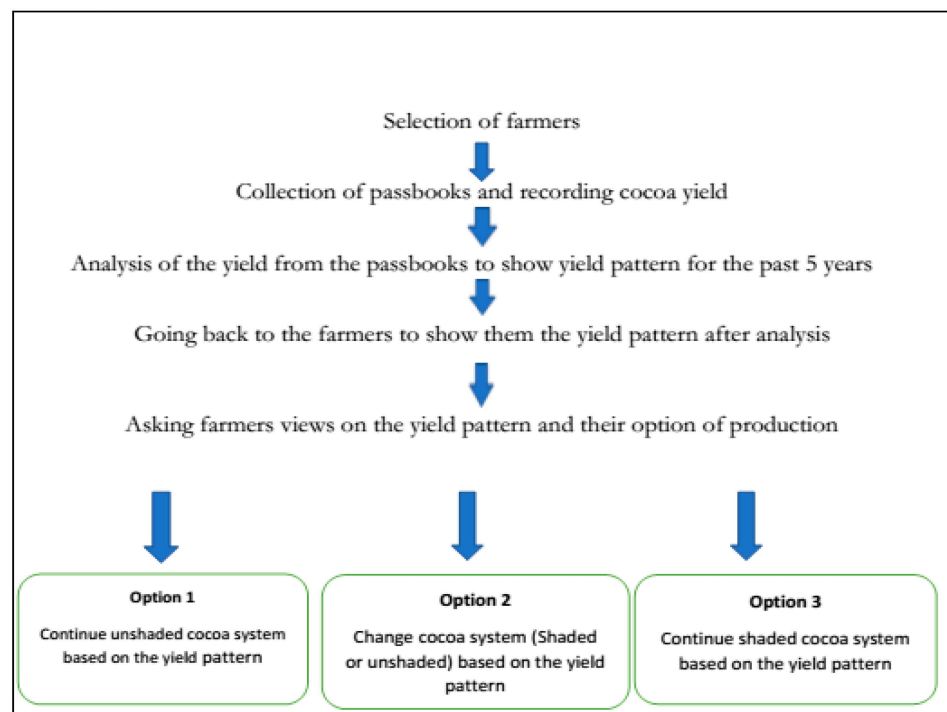 Selection of farmers
Collection of passbooks and recording cocoa yield
Analysis of the yield from the passbooks to show yield pattern for the past 5 years
Going back to the farmers to show them the yield pattern after analysis
Asking farmers views on the yield pattern and their option of production
Option 1
Continue unshaded cocoa system
based on the yield pattern
Option 2
Change cocoa system (Shaded
or unshaded) based on the yield
pattern
Option 3
Continue shaded cocoa system
based on the yield pattern